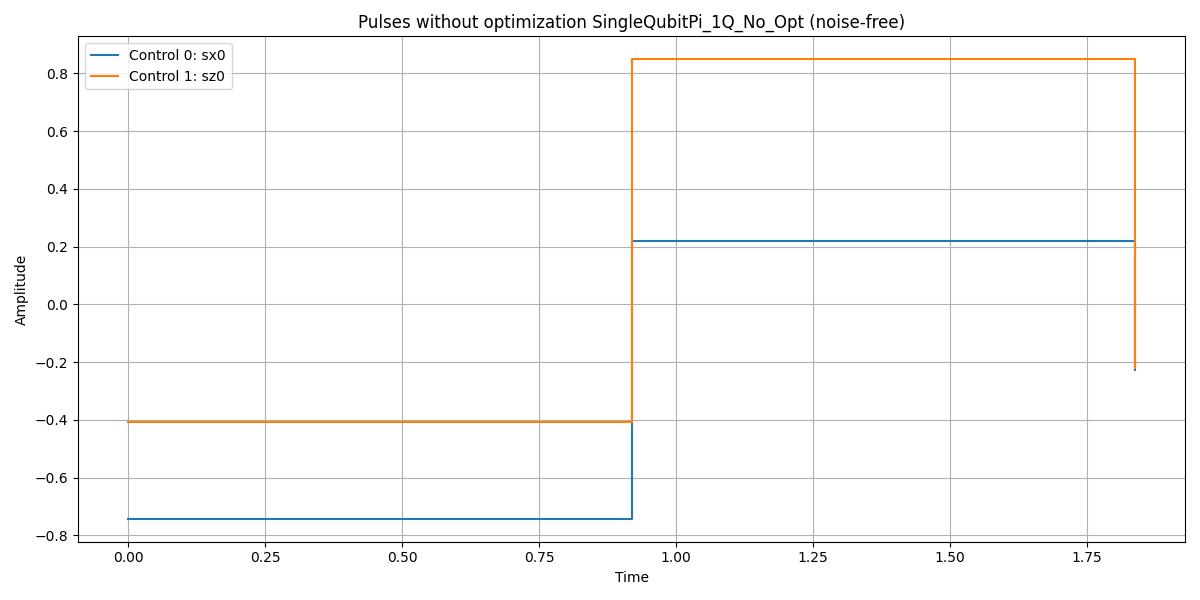 Pulses without optimization SingleQubitPi_1Q_No_Opt (noise-free)
Control 0: sx0
Control 1: sz0
Amplitude
0.8
0.6
0.4
0.2
0.0
−0.2
−0.4
−0.6
−0.8
0.00 0.25 0.50 0.75 1.00 1.25 1.50 1.75
Time